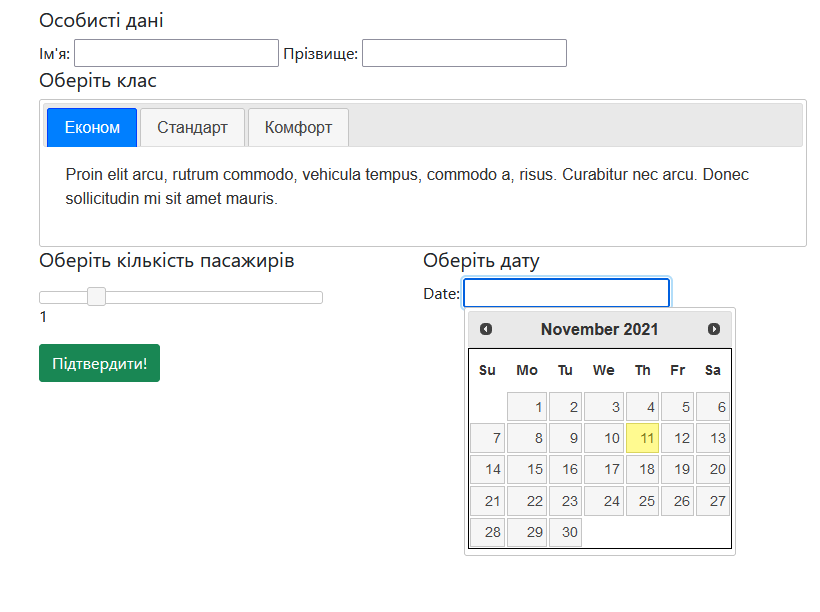 Особисті дані
Ім'я: Прізвище:
Оберіть клас
Економ Стандарт Комфорт
Proin elit arcu, rutrum commodo, vehicula tempus, commodo a, risus. Curabitur nec arcu. Donec
sollicitudin mi sit amet mauris.
Оберіть кількість пасажирів
1
Підтвердити!
Оберіть дату
Date:
November 2021
Su Mo Tu We Th Fr Sa
1 2 3 4 5 6
7 8 9 10 11 12 13
14 15 16 17 18 19 20
21 22 23 24 25 26 27
28 29 30